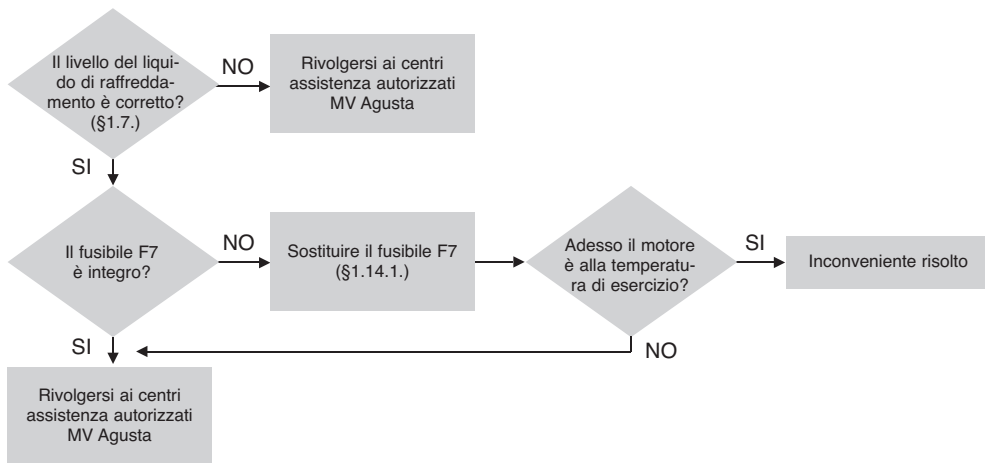 Il livello del liqui-
do di raffredda-
mento è corretto?
(§1.7.)
NO
Rivolgersi ai centri
assistenza autorizzati
MV Agusta
SI
Il fusibile F7
è integro?
NO
Sostituire il fusibile F7
(§1.14.1.)
Adesso il motore
è alla temperatu-
ra di esercizio?
SI
Inconveniente risolto
SI
NO
Rivolgersi ai centri
assistenza autorizzati
MV Agusta